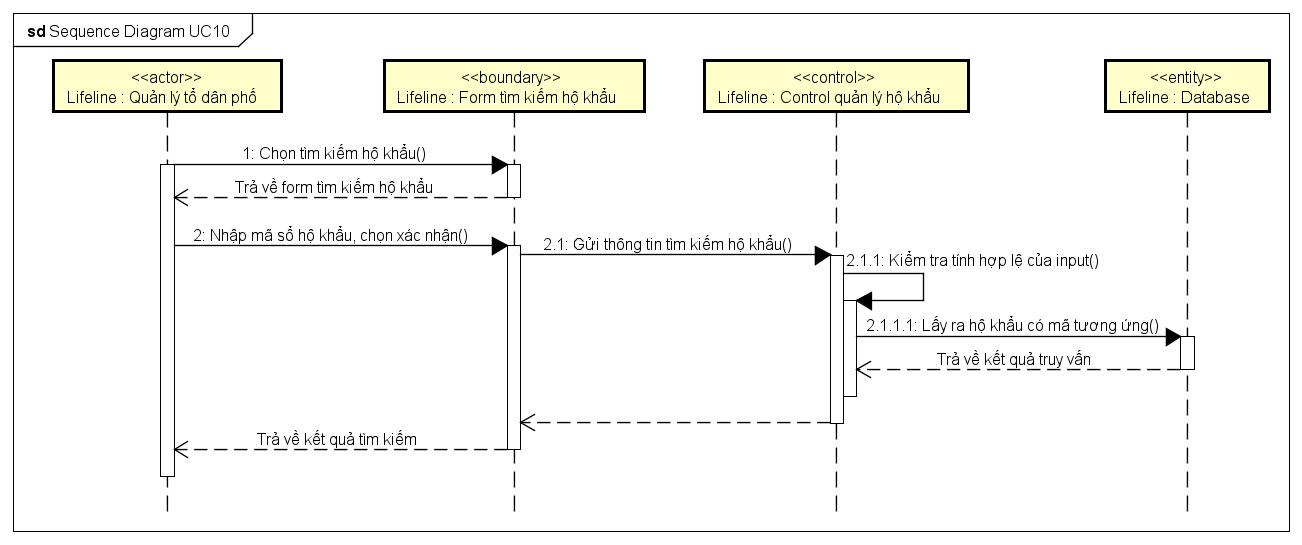 sd Sequence Diagram UC10
<<actor>>
Lifeline : Quản lý tổ dân phố
<<boundary>>
Lifeline : Form tìm kiếm hộ khẩu
<<control>>
Lifeline : Control quản lý hộ khẩu
<<entity>>
Lifeline : Database
1: Chọn tìm kiếm hộ khẩu()
Trả về form tìm kiếm hộ khẩu
2: Nhập mã sổ hộ khẩu, chọn xác nhận()
2.1: Gửi thông tin tìm kiếm hộ khẩu()
2.1.1: Kiểm tra tính hợp lệ của input()
2.1.1.1: Lấy ra hộ khẩu có mã tương ứng()
Trả về kết quả truy vấn
Trả về kết quả tìm kiếm